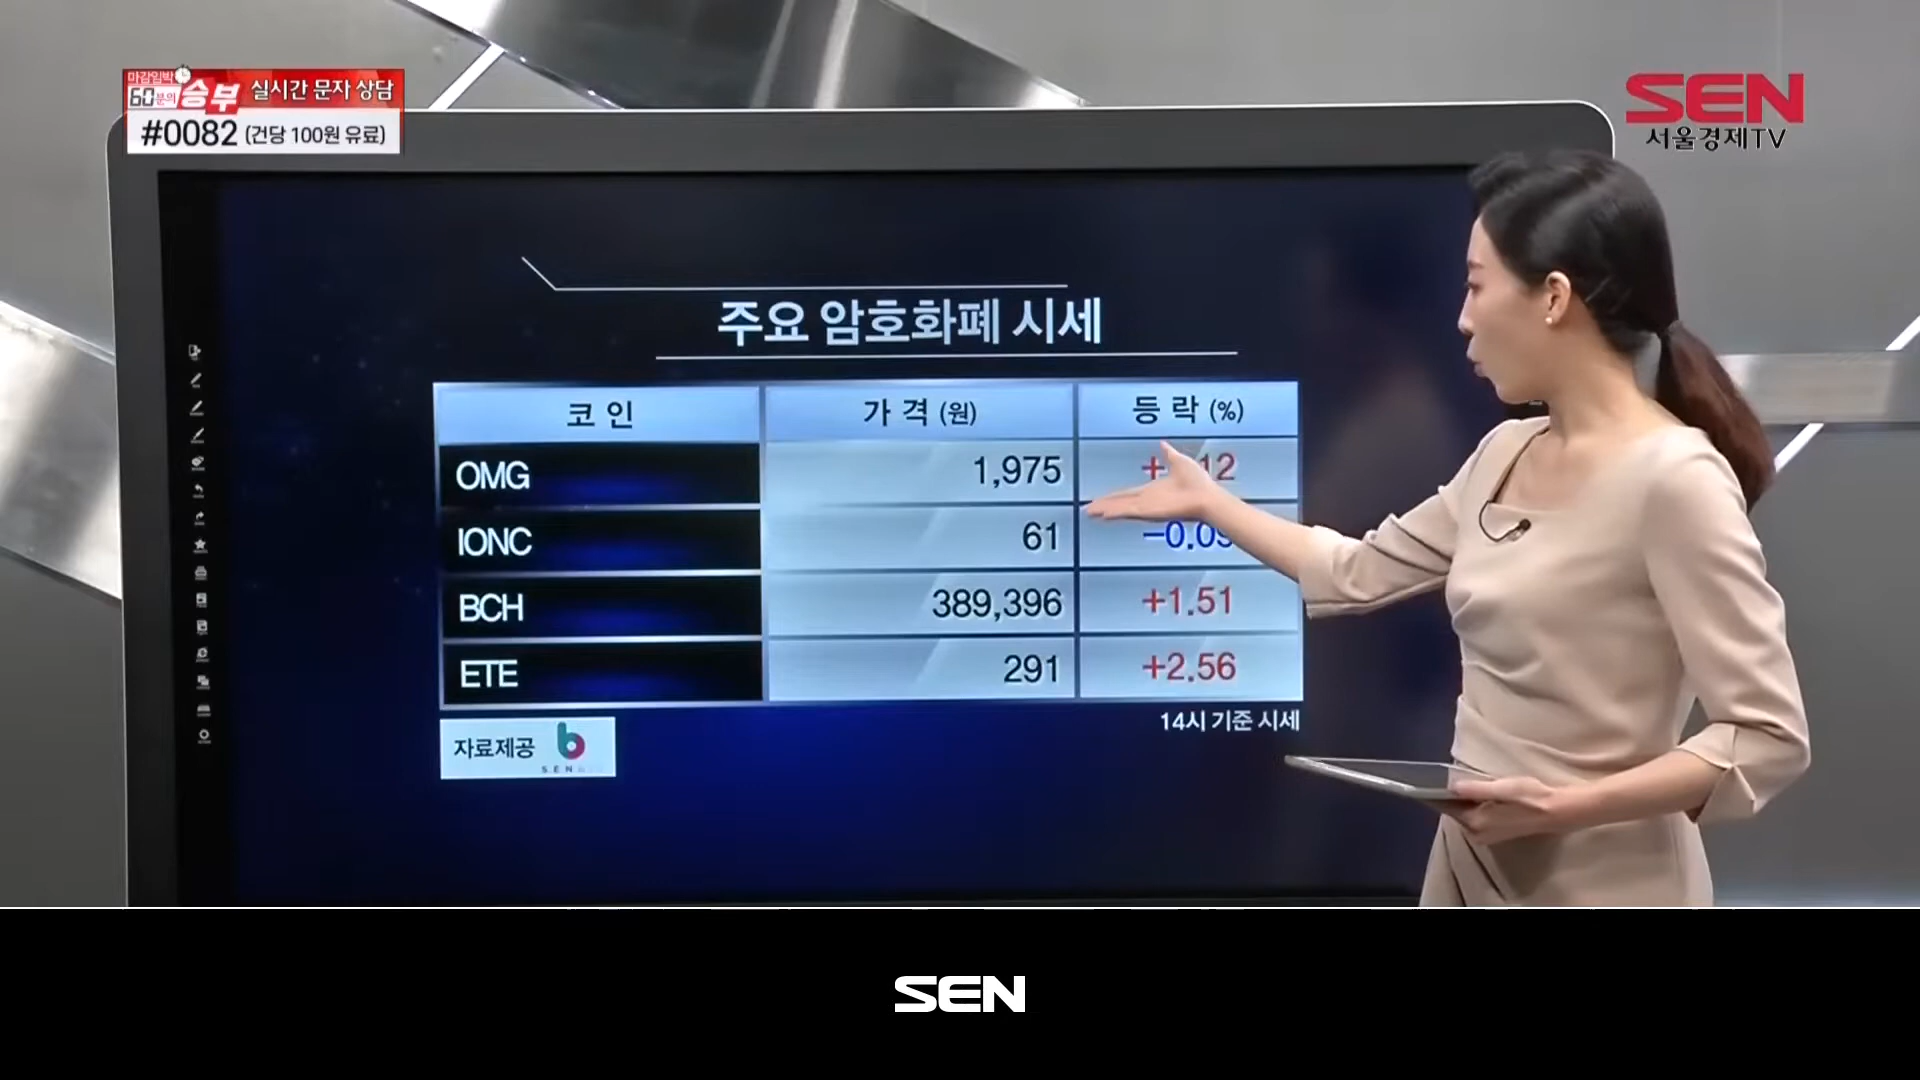 마감임박
60분의 승부 실시간 문자 상담
#0082 (건당 100원 유료)
SEN
서울경제TV
주요 암호화폐 시세
코인 가격 (원) 등락 (%)
OMG 1,975
IONC 61
BCH 389,396 +1.51
ETE 291 +2.56
14시 기준 시세
자료제공
SEN
SEN